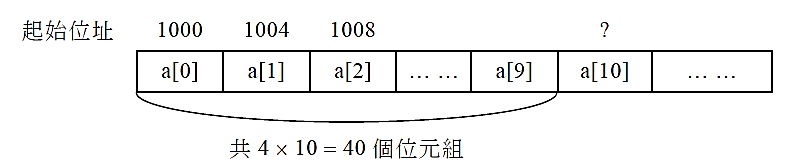 起始位址 1000 1004 1008 ?
a[0] a[1] a[2] … … a[9] a[10] … …
共 4 × 10 = 40 個位元組